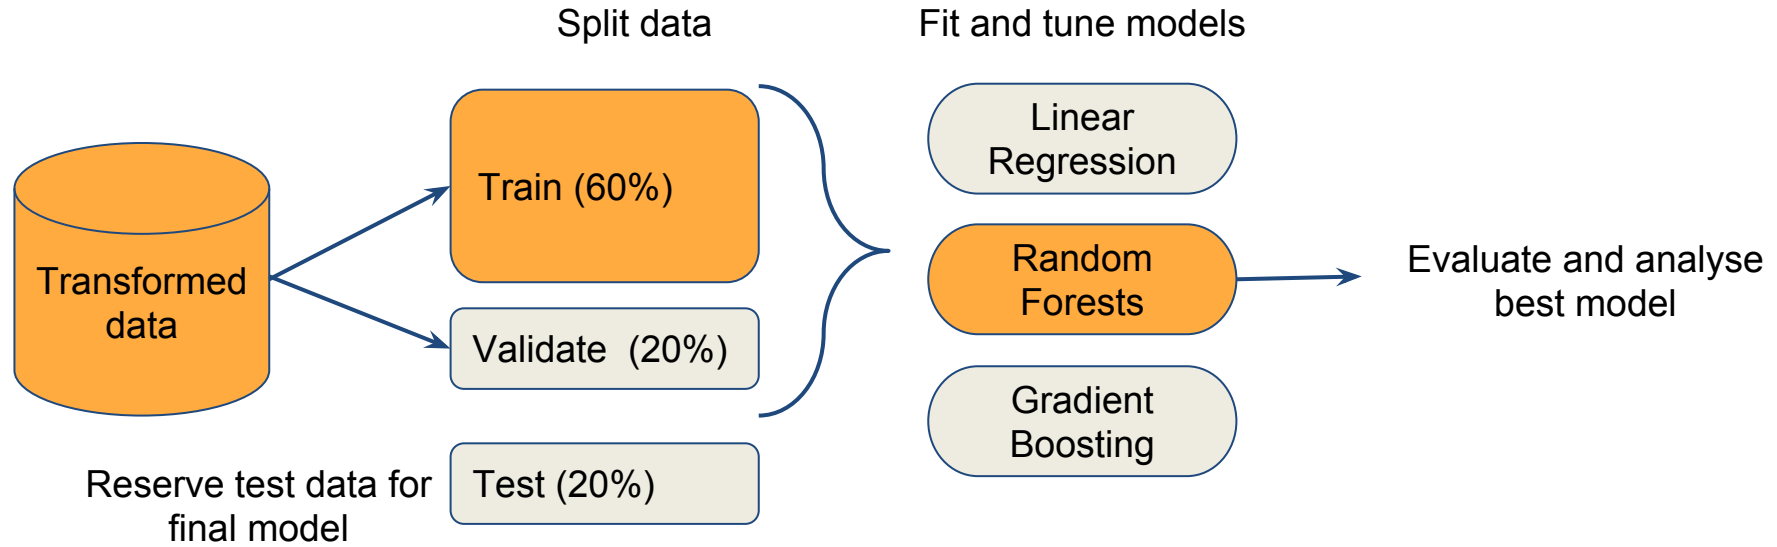 Split data
Fit and tune models
Transformed
data
Train (60%)
Validate  (20%)
Test (20%)
Reserve test data for
final model
Linear
Regression
Random
Forests
Gradient
Boosting
Evaluate and analyse
best model